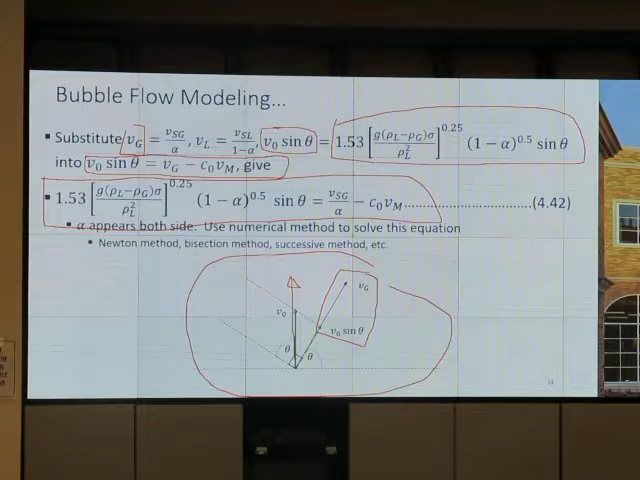 Bubble Flow Modeling...
▪ Substitute v_G = v_SG/α, v_L = v_SL/(1−α), v_0 sin θ = 1.53 [g(ρ_L−ρ_G)σ/ρ_L^2]^0.25 (1 − α)^0.5 sin θ
into v_0 sin θ = v_G − c_0 v_M, give
▪ 1.53 [g(ρ_L−ρ_G)σ/ρ_L^2]^0.25 (1 − α)^0.5 sin θ = v_SG/α − c_0 v_M..............................(4.42)
▪ α appears both side. Use numerical method to solve this equation
▪ Newton method, bisection method, successive method, etc.
v_G
v_0
v_0 sin θ
θ θ